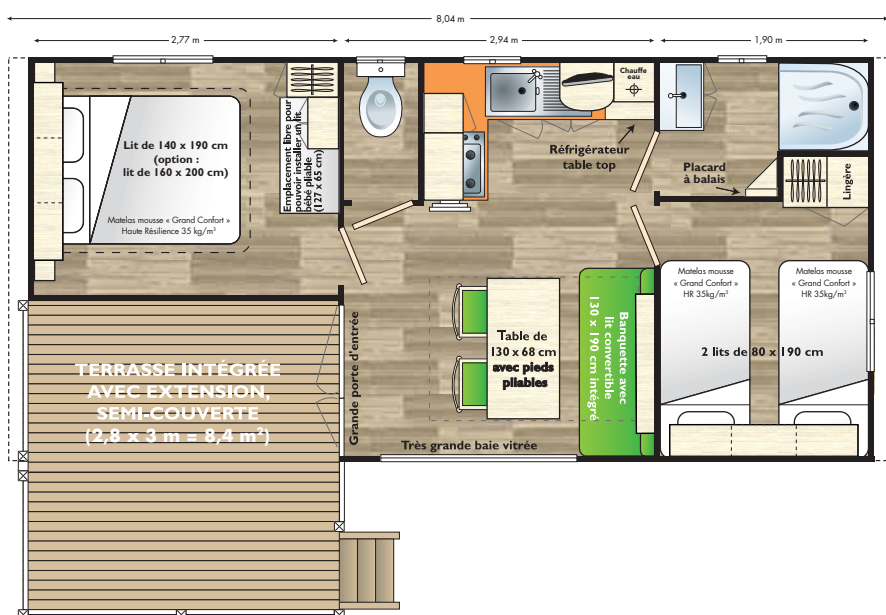 8,04 m
2,77 m
2,94 m
1,90 m
Lit de 140 x 190 cm
(option :
lit de 160 x 200 cm)
Matelas mousse « Grand Confort »
Haute Résilience 35 kg/m³
Emplacement libre pour
pouvoir installer un lit
bébé pliable
(127 x 65 cm)
Chauffe
eau
Réfrigérateur
table top
Placard
à balais
Lingère
Matelas mousse
« Grand Confort »
HR 35kg/m³
Matelas mousse
« Grand Confort »
HR 35kg/m³
2 lits de 80 x 190 cm
Banquette avec
lit convertible
130 x 190 cm intégré
Table de
130 x 68 cm
avec pieds
pliables
Grande porte d'entrée
Très grande baie vitrée
TERRASSE INTÉGRÉE
AVEC EXTENSION,
SEMI-COUVERTE
(2,8 x 3 m = 8,4 m²)